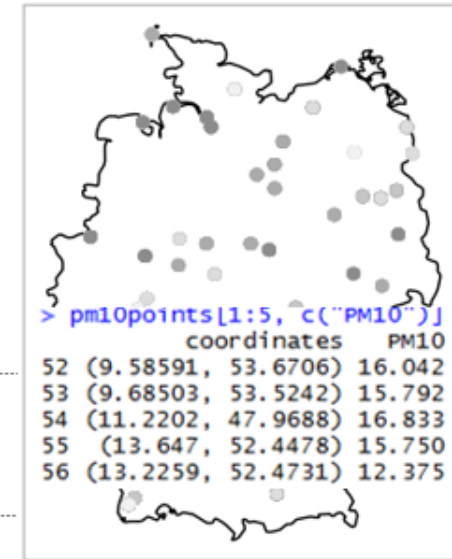 > pm10points[1:5, c("PM10")]
coordinates PM10
52 (9.58591, 53.6706) 16.042
53 (9.68503, 53.5242) 15.792
54 (11.2202, 47.9688) 16.833
55 (13.647, 52.4478) 15.750
56 (13.2259, 52.4731) 12.375